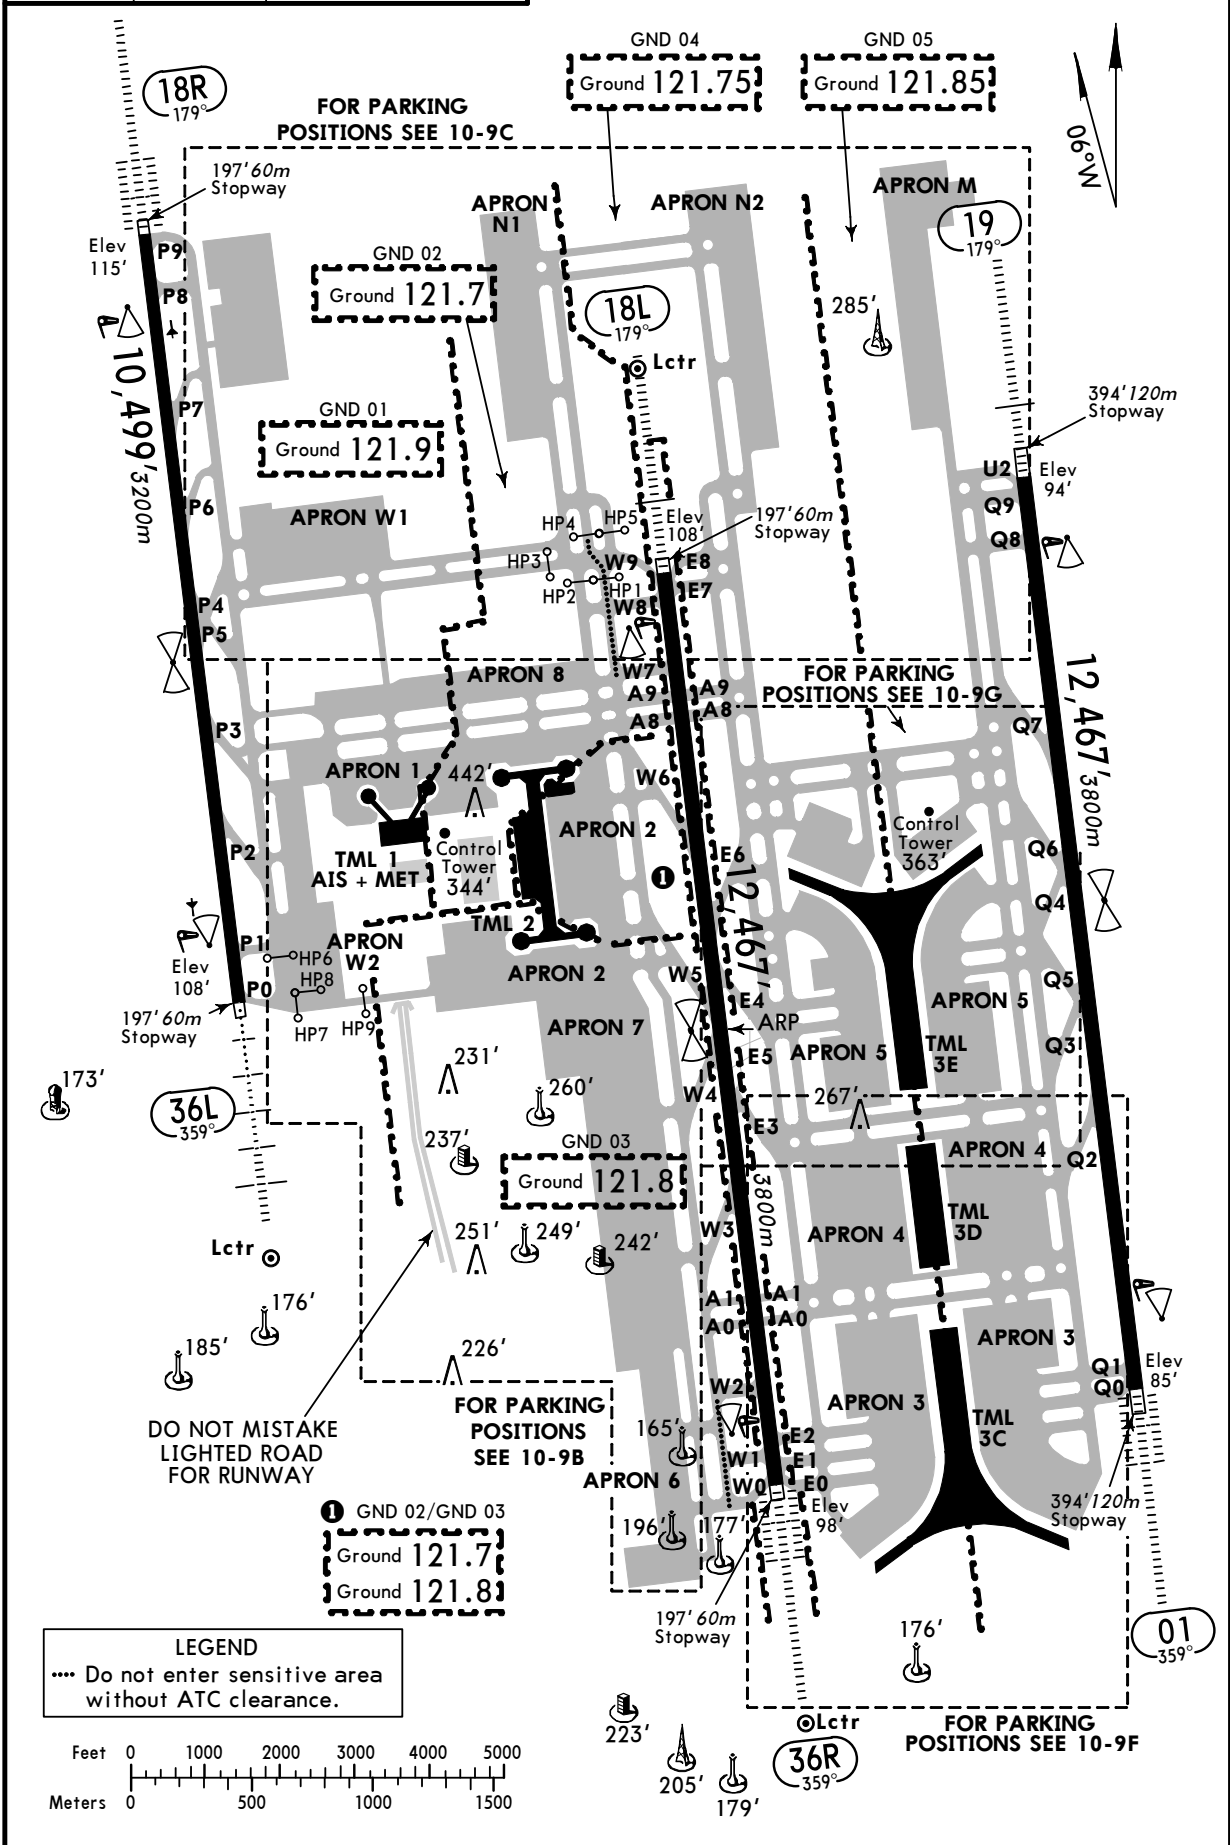 GND 04
Ground 121.75
GND 05
Ground 121.85
18R
179°
FOR PARKING
POSITIONS SEE 10-9C
06°W
197' 60m
Stopway
APRON
N1
APRON N2
APRON M
19
179°
Elev
115'
P9
P8
GND 02
Ground 121.7
18L
179°
285'
Lctr
10,499' 3200m
P7
394' 120m
Stopway
GND 01
Ground 121.9
U2
Elev
94'
Q9
Q8
P6
APRON W1
HP4
HP5
Elev
108'
197' 60m
Stopway
HP3
W9
E8
HP2
HP1
E7
W8
P4
P5
APRON 8
W7
FOR PARKING
POSITIONS SEE 10-9G
A9
A9
A8
A8
12,467' 3800m
P3
Q7
APRON 1
442'
W6
APRON 2
Control
Tower
363'
TML 1
AIS + MET
Control
Tower
344'
P2
E6
Q6
1
12,467'
Q4
TML 2
P1
HP6
APRON
W2
Elev
108'
P0
HP8
APRON 2
W5
Q5
197' 60m
Stopway
HP7
HP9
E4
APRON 5
APRON 7
ARP
E5
APRON 5
TML
3E
Q3
231'
173'
260'
W4
267'
36L
359°
E3
237'
GND 03
Ground 121.8
APRON 4
Q2
3800m
251'
249'
242'
W3
APRON 4
TML
3D
Lctr
176'
A1
A1
A0
A0
185'
226'
APRON 3
Q1
Elev
85'
Q0
W2
DO NOT MISTAKE
LIGHTED ROAD
FOR RUNWAY
FOR PARKING
POSITIONS
SEE 10-9B
165'
APRON 3
TML
3C
E2
W1
E1
APRON 6
W0
E0
Elev
98'
394' 120m
Stopway
1 GND 02/GND 03
Ground 121.7
Ground 121.8
196'
177'
197' 60m
Stopway
176'
01
359°
LEGEND
.... Do not enter sensitive area
without ATC clearance.
223'
Lctr
FOR PARKING
POSITIONS SEE 10-9F
36R
359°
205'
179'
Feet 0 1000 2000 3000 4000 5000
Meters 0 500 1000 1500